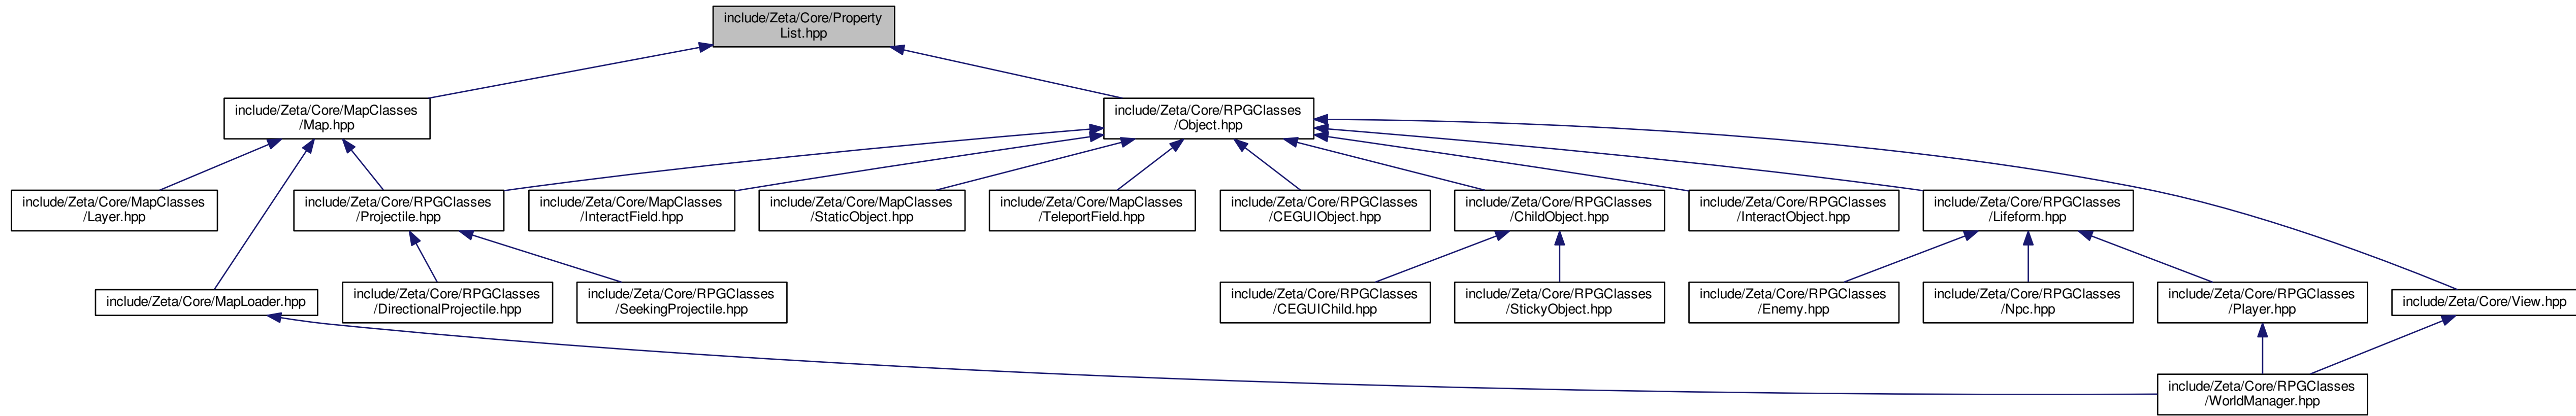 include/Zeta/Core/Property
List.hpp
include/Zeta/Core/MapClasses
/Map.hpp
include/Zeta/Core/RPGClasses
/Object.hpp
include/Zeta/Core/MapClasses
/Layer.hpp
include/Zeta/Core/RPGClasses
/Projectile.hpp
include/Zeta/Core/MapClasses
/InteractField.hpp
include/Zeta/Core/MapClasses
/StaticObject.hpp
include/Zeta/Core/MapClasses
/TeleportField.hpp
include/Zeta/Core/RPGClasses
/CEGUIObject.hpp
include/Zeta/Core/RPGClasses
/ChildObject.hpp
include/Zeta/Core/RPGClasses
/InteractObject.hpp
include/Zeta/Core/RPGClasses
/Lifeform.hpp
include/Zeta/Core/MapLoader.hpp
include/Zeta/Core/RPGClasses
/DirectionalProjectile.hpp
include/Zeta/Core/RPGClasses
/SeekingProjectile.hpp
include/Zeta/Core/RPGClasses
/CEGUIChild.hpp
include/Zeta/Core/RPGClasses
/StickyObject.hpp
include/Zeta/Core/RPGClasses
/Enemy.hpp
include/Zeta/Core/RPGClasses
/Npc.hpp
include/Zeta/Core/RPGClasses
/Player.hpp
include/Zeta/Core/View.hpp
include/Zeta/Core/RPGClasses
/WorldManager.hpp